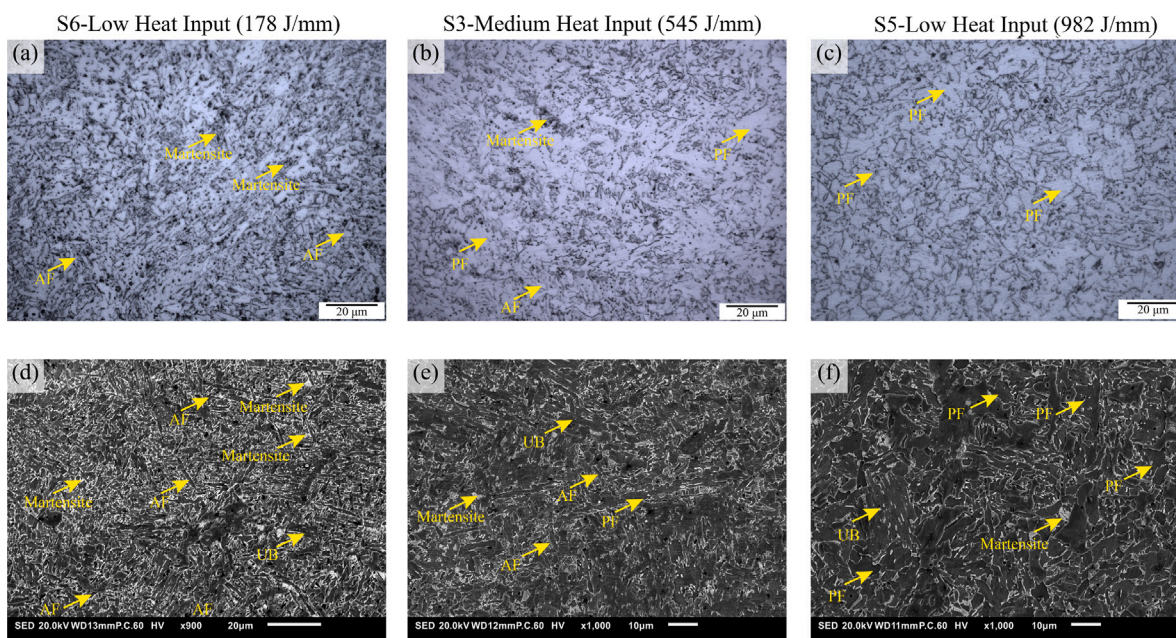 S6-Low Heat Input (178 J/mm)
S3-Medium Heat Input (545 J/mm)
S5-Low Heat Input (982 J/mm)
(a)
Martensite
Martensite
AF
AF
20 μm
(b)
Martensite
PF
PF
AF
20 μm
(c)
PF
PF
PF
20 μm
(d)
Martensite
AF
Martensite
Martensite
AF
UB
AF
AF
SED 20.0kV WD13mmP.C.60 HV x900 20μm
(e)
UB
AF
Martensite
PF
AF
SED 20.0kV WD12mmP.C.60 HV x1,000 10μm
(f)
PF
PF
PF
UB
Martensite
PF
SED 20.0kV WD11mmP.C.60 HV x1,000 10μm